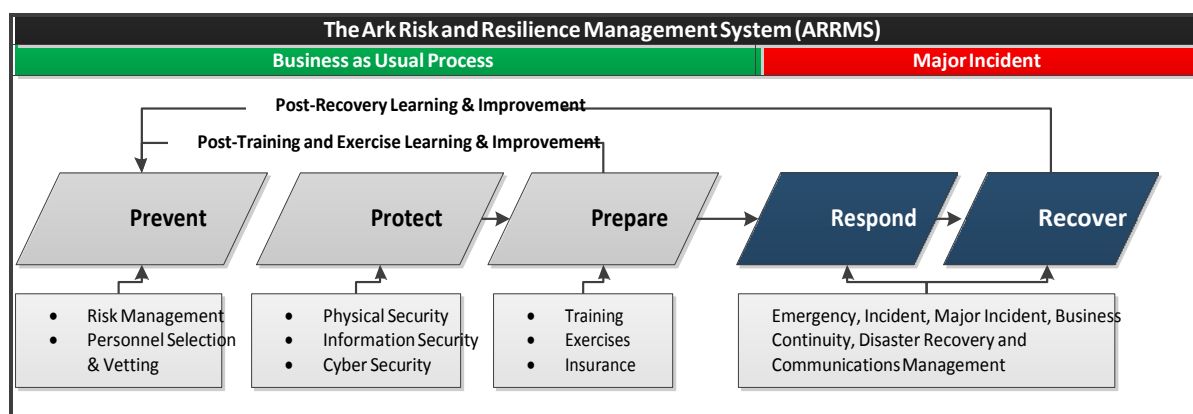 The Ark Risk and Resilience Management System (ARRMS)
Business as Usual Process
Major Incident
Post-Recovery Learning & Improvement
Post-Training and Exercise Learning & Improvement
Prevent
Protect
Prepare
Respond
Recover
• Risk Management
• Personnel Selection
& Vetting
• Physical Security
• Information Security
• Cyber Security
• Training
• Exercises
• Insurance
Emergency, Incident, Major Incident, Business
Continuity, Disaster Recovery and
Communications Management